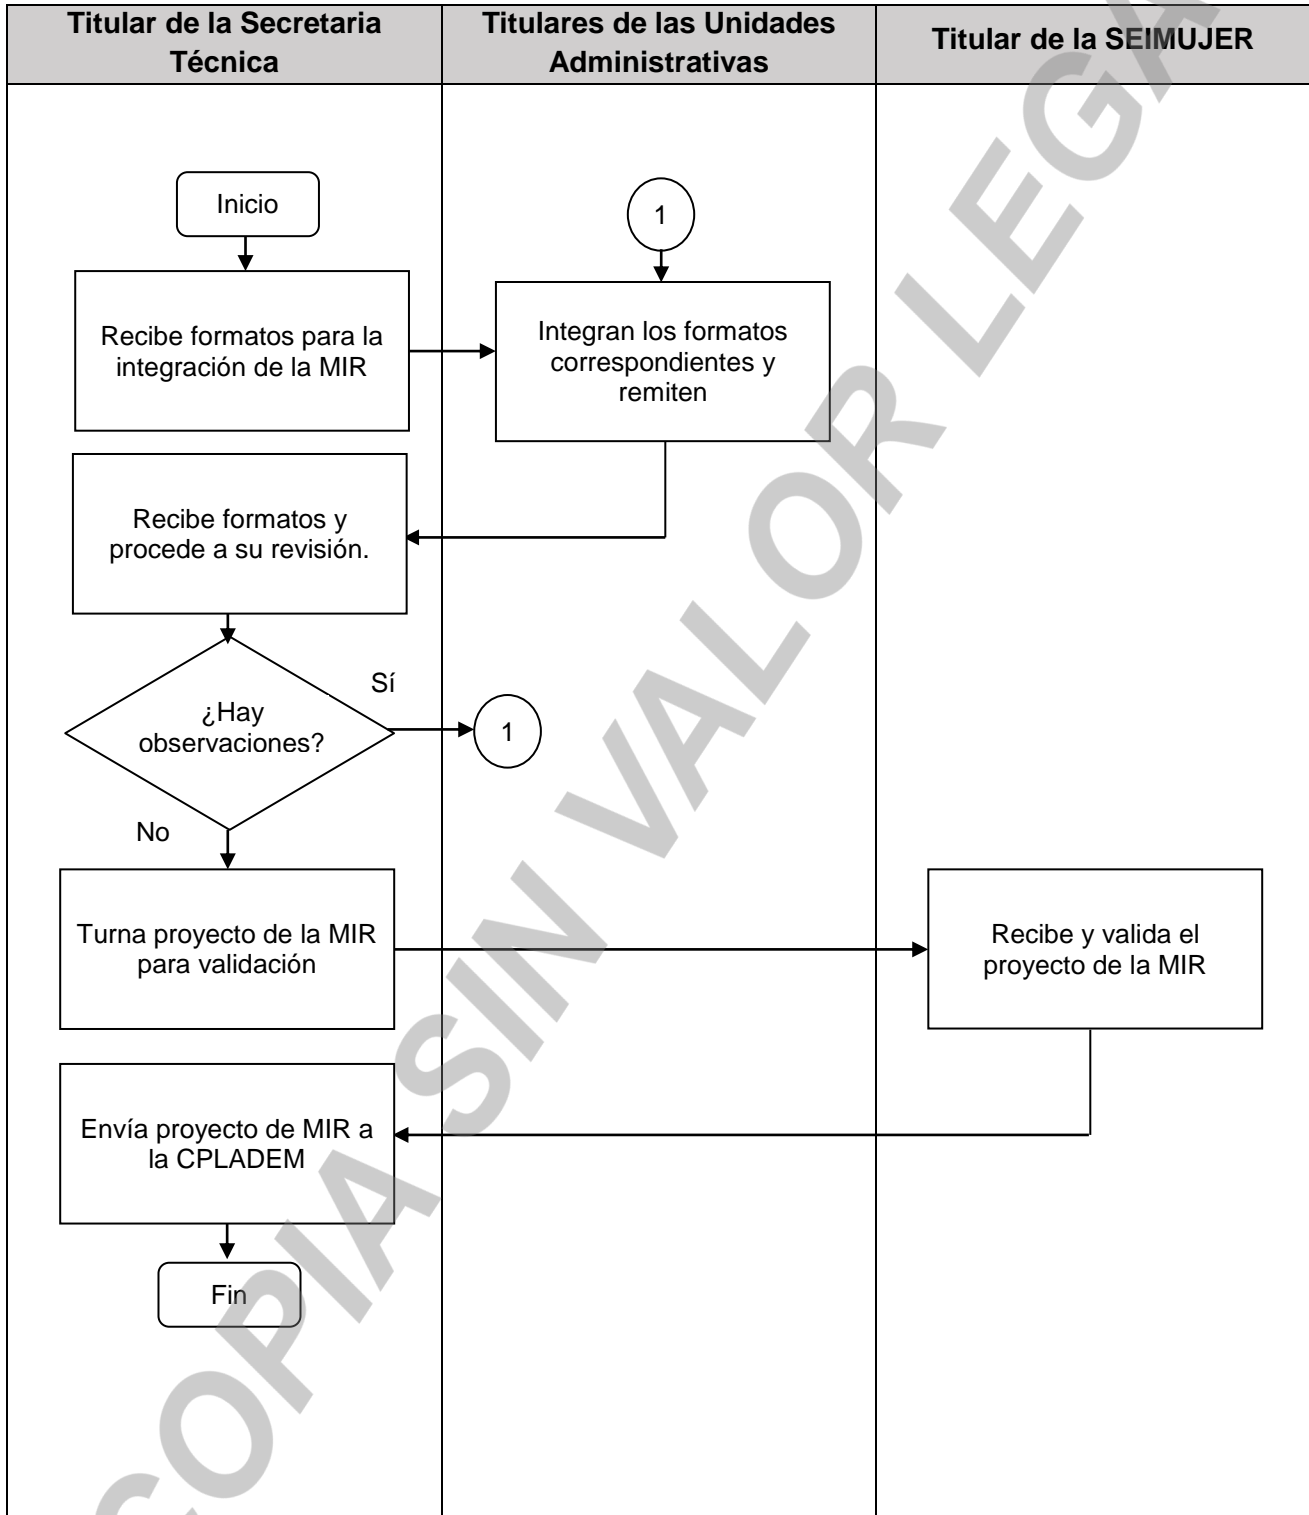 Titular de la Secretaria
Técnica
Titulares de las Unidades
Administrativas
Titular de la SEIMUJER
Inicio
1
Recibe formatos para la
integración de la MIR
Integran los formatos
correspondientes y
remiten
Recibe formatos y
procede a su revisión.
¿Hay
observaciones?
Sí
1
No
Turna proyecto de la MIR
para validación
Recibe y valida el
proyecto de la MIR
Envía proyecto de MIR a
la CPLADEM
Fin
COPIA SIN VALOR LEGA